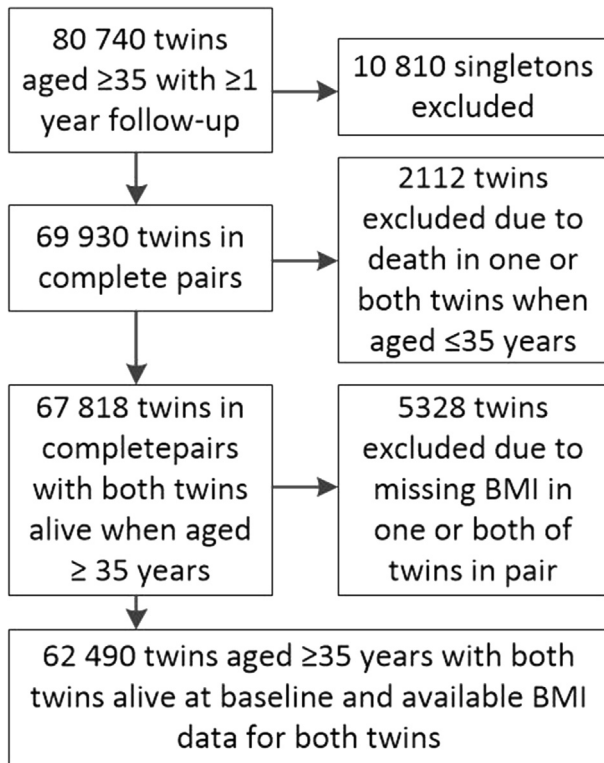 80 740 twins
aged ≥35 with ≥1
year follow-up
10 810 singletons
excluded
69 930 twins in
complete pairs
2112 twins
excluded due to
death in one or
both twins when
aged ≤35 years
67 818 twins in
completepairs
with both twins
alive when aged
≥ 35 years
5328 twins
excluded due to
missing BMI in
one or both of
twins in pair
62 490 twins aged ≥35 years with both
twins alive at baseline and available BMI
data for both twins